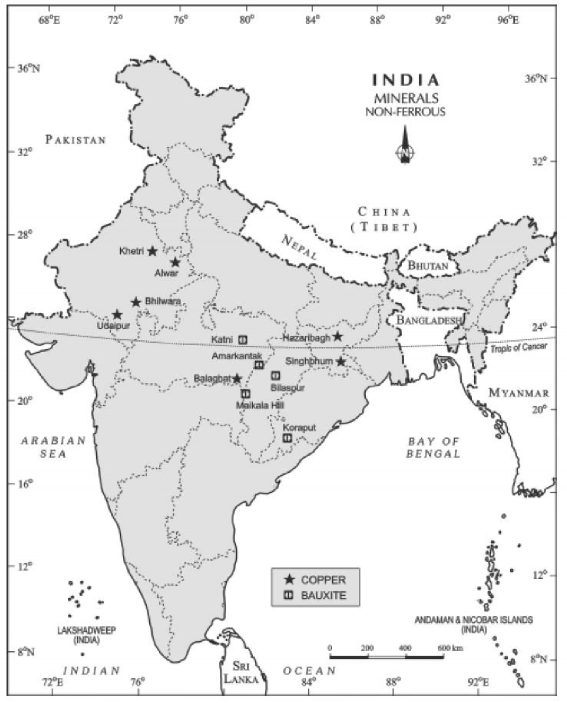 68°E 72° 76° 80° 84° 88° 92° 96°E
INDIA
MINERALS
NON-FERROUS
N
36°N
36°N
PAKISTAN
32°
32°
CHINA
(TIBET)
28°
28°
NEPAL
BHUTAN
Khetri
Alwar
Bhilwara
Udaipur
BANGLADESH
24°
24°
Katni
Hazaribagh
Tropic of Cancer
Amarkantak
Singhbhum
Balaghat
Bilaspur
Maikala Hill
MYANMAR
20°
20°
Koraput
ARABIAN
SEA
BAY OF
BENGAL
16°
16°
12°
12°
COPPER
BAUXITE
LAKSHADWEEP
(INDIA)
ANDAMAN & NICOBAR ISLANDS
(INDIA)
0 200 400 600 km
8°N
8°N
INDIAN OCEAN
SRI
LANKA
72°E 76° 80° 84° 88° 92°E